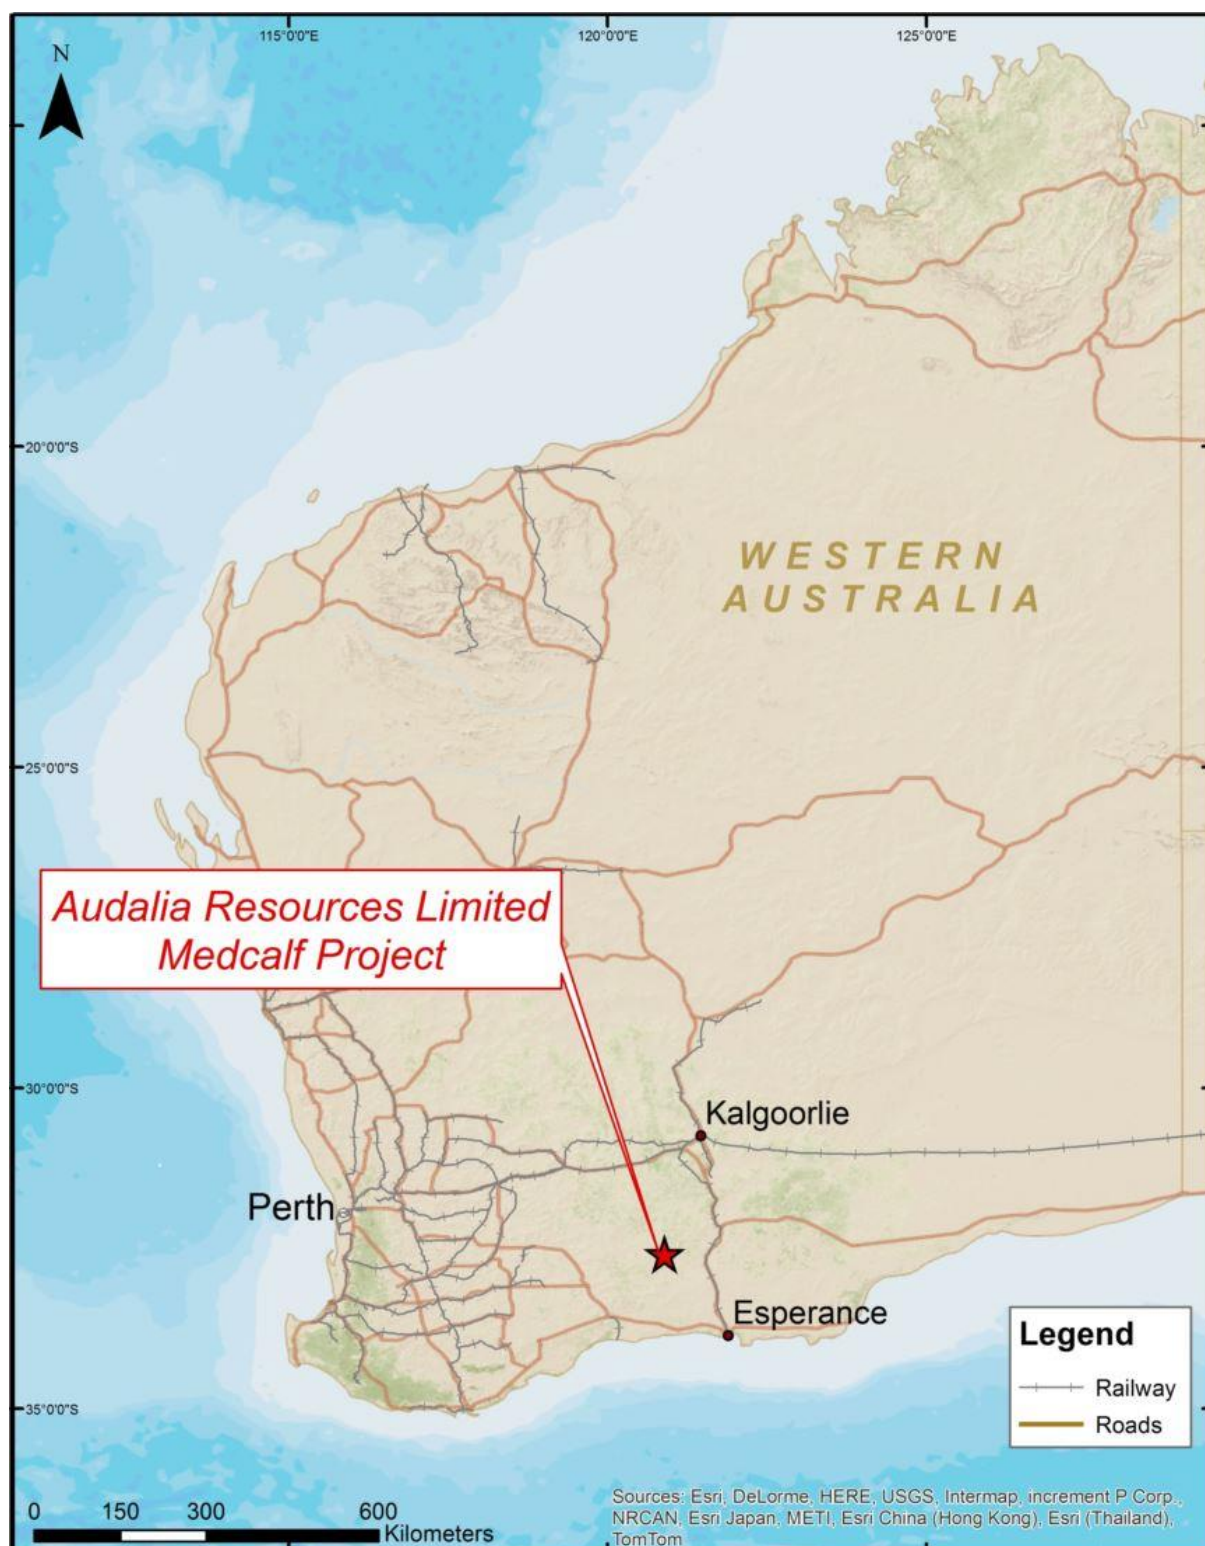 115°0'0"E
120°0'0"E
125°0'0"E
N
20°0'0"S
WESTERN
AUSTRALIA
25°0'0"S
Audalia Resources Limited
Medcalf Project
30°0'0"S
Kalgoorlie
Perth
Esperance
Legend
Railway
Roads
35°0'0"S
0 150 300 600
Kilometers
Sources: Esri, DeLorme, HERE, USGS, Intermap, increment P Corp.,
NRCAN, Esri Japan, METI, Esri China (Hong Kong), Esri (Thailand),
TomTom